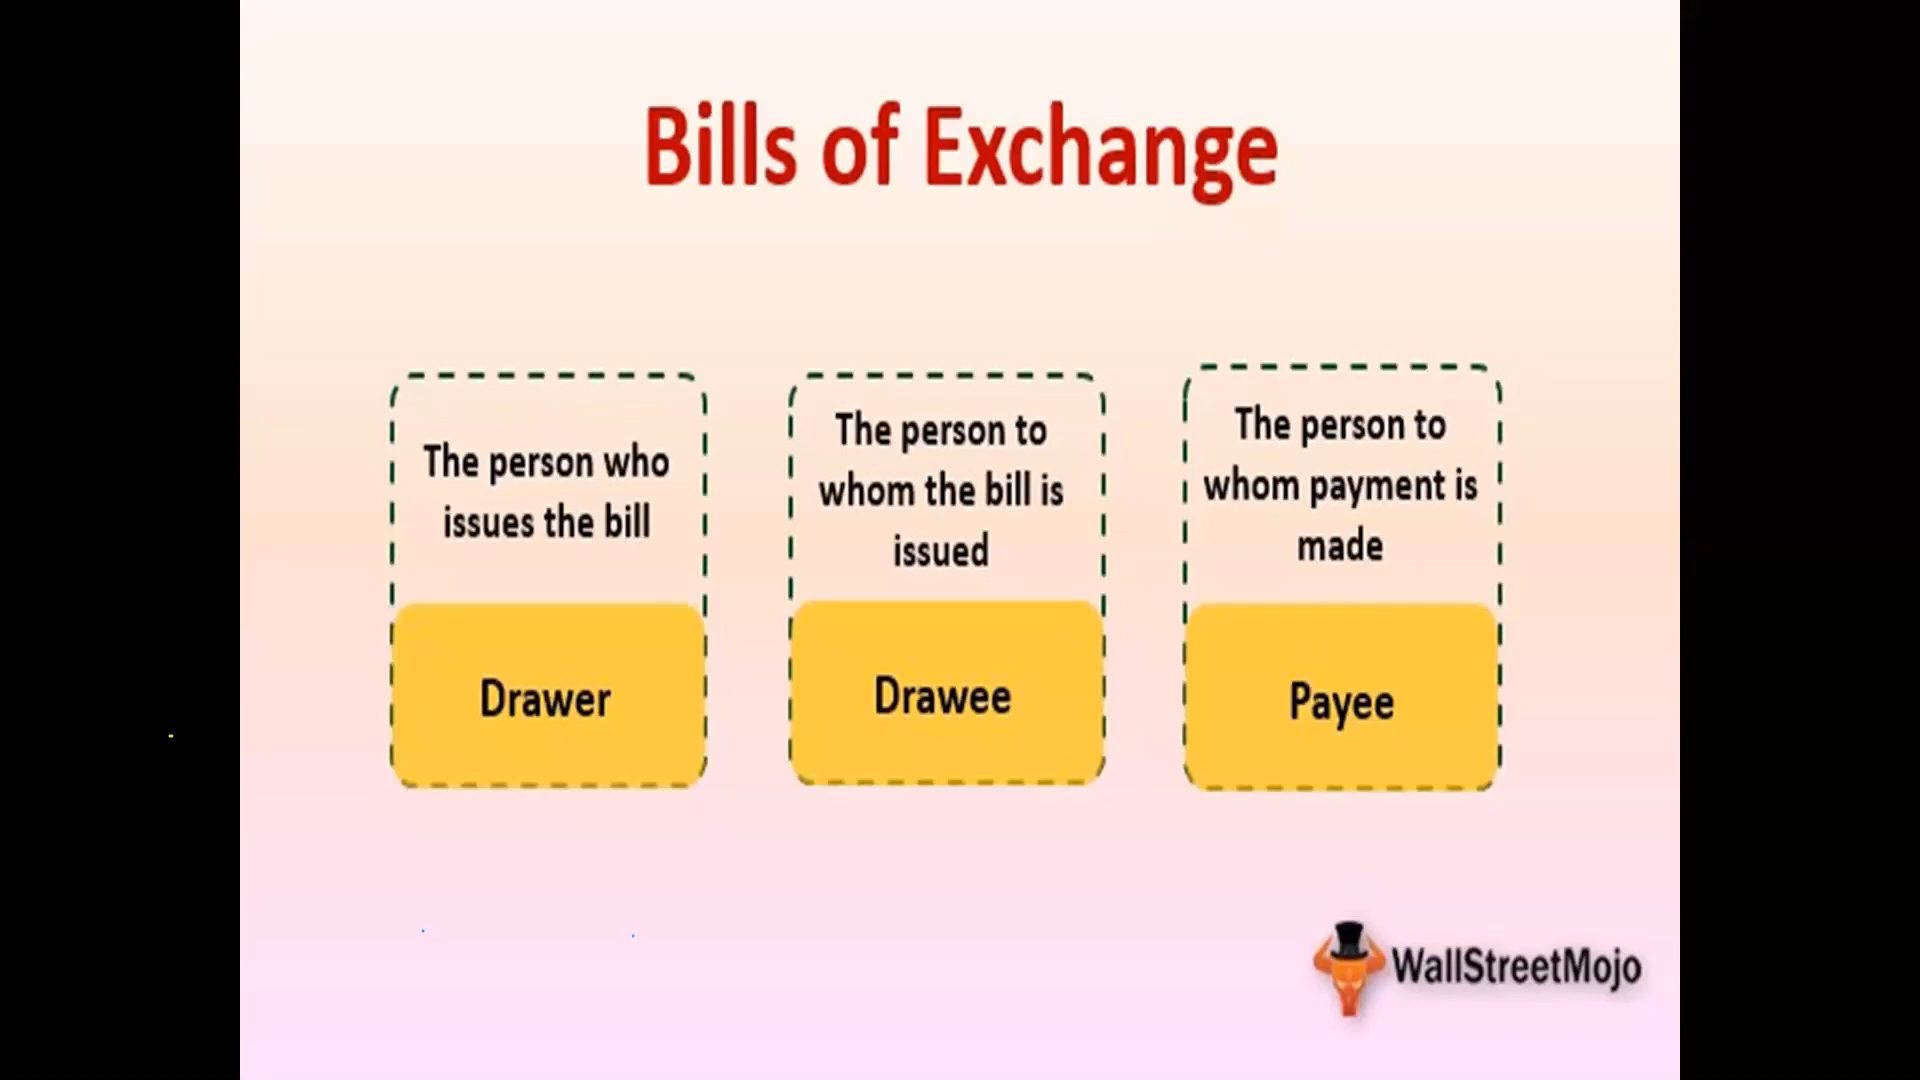 Bills of Exchange
The person who
issues the bill
Drawer
The person to
whom the bill is
issued
Drawee
The person to
whom payment is
made
Payee
WallStreetMojo